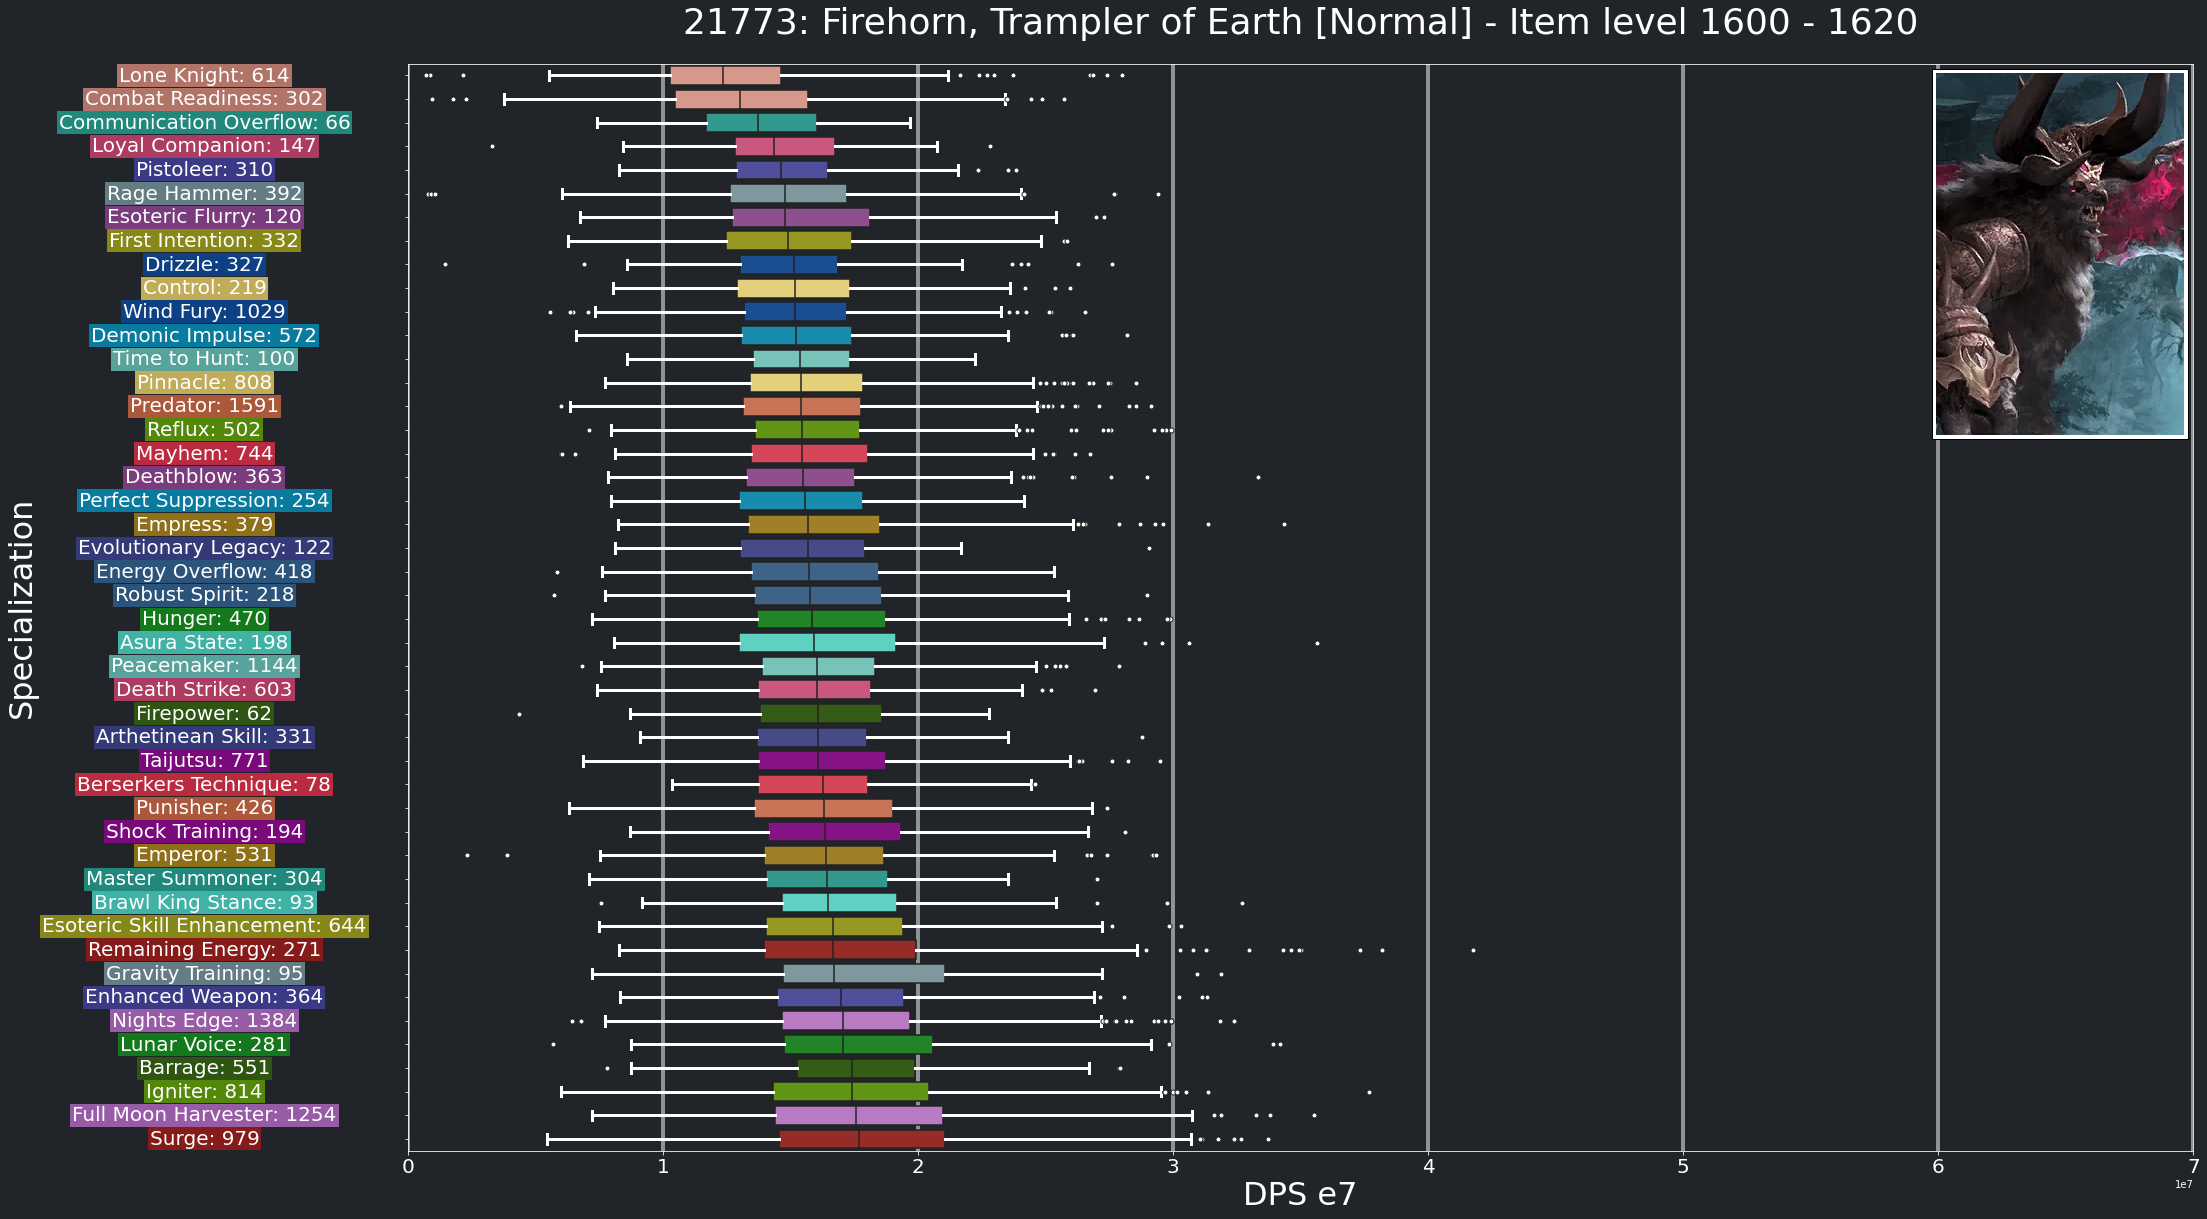 21773: Firehorn, Trampler of Earth [Normal] - Item level 1600 - 1620
Lone Knight: 614
Combat Readiness: 302
Communication Overflow: 66
Loyal Companion: 147
Pistoleer: 310
Rage Hammer: 392
Esoteric Flurry: 120
First Intention: 332
Drizzle: 327
Control: 219
Wind Fury: 1029
Demonic Impulse: 572
Time to Hunt: 100
Pinnacle: 808
Predator: 1591
Reflux: 502
Mayhem: 744
Deathblow: 363
Perfect Suppression: 254
Empress: 379
Evolutionary Legacy: 122
Energy Overflow: 418
Robust Spirit: 218
Hunger: 470
Asura State: 198
Peacemaker: 1144
Death Strike: 603
Firepower: 62
Arthetinean Skill: 331
Taijutsu: 771
Berserkers Technique: 78
Punisher: 426
Shock Training: 194
Emperor: 531
Master Summoner: 304
Brawl King Stance: 93
Esoteric Skill Enhancement: 644
Remaining Energy: 271
Gravity Training: 95
Enhanced Weapon: 364
Nights Edge: 1384
Lunar Voice: 281
Barrage: 551
Igniter: 814
Full Moon Harvester: 1254
Surge: 979
Specialization
0 1 2 3 4 5 6 7
DPS e7
1e7